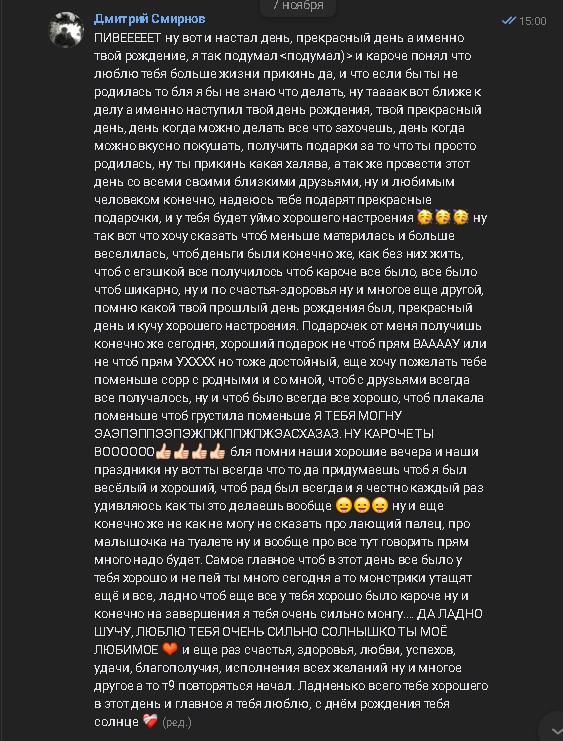 7 ноября
Дмитрий Смирнов
15:00
ПИВЕЕЕЕЕТ ну вот и настал день, прекрасный день а именно
твой рождение, я так подумал <подумал)> и кароче понял что
люблю тебя больше жизни прикинь да, и что если бы ты не
родилась то бля я бы не знаю что делать, ну таааак вот ближе к
делу а именно наступил твой день рождения, твой прекрасный
день, день когда можно делать все что захочешь, день когда
можно вкусно покушать, получить подарки за то что ты просто
родилась, ну ты прикинь какая халява, а так же провести этот
день со всеми своими близкими друзьями, ну и любимым
человеком конечно, надеюсь тебе подарят прекрасные
подарочки, и у тебя будет уймо хорошего настроения 🥳🥳🥳 ну
так вот что хочу сказать чтоб меньше материлась и больше
веселилась, чтоб деньги были конечно же, как без них жить,
чтоб с егэшкой все получилось чтоб кароче все было, все было
чтоб шикарно, ну и по счастья-здоровья ну и многое еще другой,
помню какой твой прошлый день рождения был, прекрасный
день и кучу хорошего настроения. Подарочек от меня получишь
конечно же сегодня, хороший подарок не чтоб прям ВААААУ или
не чтоб прям УХХХХ но тоже достойный, еще хочу пожелать тебе
поменьше сорр с родными и со мной, чтоб с друзьями всегда
все получалось, ну и чтоб было всегда все хорошо, чтоб плакала
поменьше чтоб грустила поменьше Я ТЕБЯ МОГНУ
ЭАЭПЭППЭЭПЭЖПЖППЖПЖЭАСХАЗАЗ. НУ КАРОЧЕ ТЫ
ВОООООО👍🏻👍🏻👍🏻👍🏻 бля помни наши хорошие вечера и наши
праздники ну вот ты всегда что то да придумаешь чтоб я был
весёлый и хороший, чтоб рад был всегда и я честно каждый раз
удивляюсь как ты это делаешь вообще 😛😛😛 ну и еще
конечно же не как не могу не сказать про лающий палец, про
малышочка на туалете ну и вообще про все тут говорить прям
много надо будет. Самое главное чтоб в этот день все было у
тебя хорошо и не пей ты много сегодня а то монстрики утащят
ещё и все, ладно чтоб еще все у тебя хорошо было кароче ну и
конечно на завершения я тебя очень сильно монгу.... ДА ЛАДНО
ШУЧУ, ЛЮБЛЮ ТЕБЯ ОЧЕНЬ СИЛЬНО СОЛНЫШКО ТЫ МОЁ
ЛЮБИМОЕ ❤️ и еще раз счастья, здоровья, любви, успехов,
удачи, благополучия, исполнения всех желаний ну и многое
другое а то т9 повторяться начал. Ладненько всего тебе хорошего
в этот день и главное я тебя люблю, с днём рождения тебя
солнце ❤️‍🩹 (ред.)